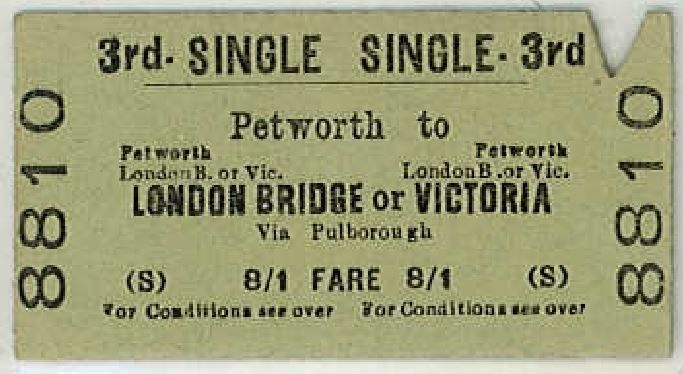 3rd. SINGLE SINGLE. 3rd
Petworth to
Petworth Petworth
London B. or Vic. London B. or Vic.
LONDON BRIDGE or VICTORIA
Via Pulborough
(S) 8/1 FARE 8/1 (S)
For Conditions see over For Conditions see over
8810
8810